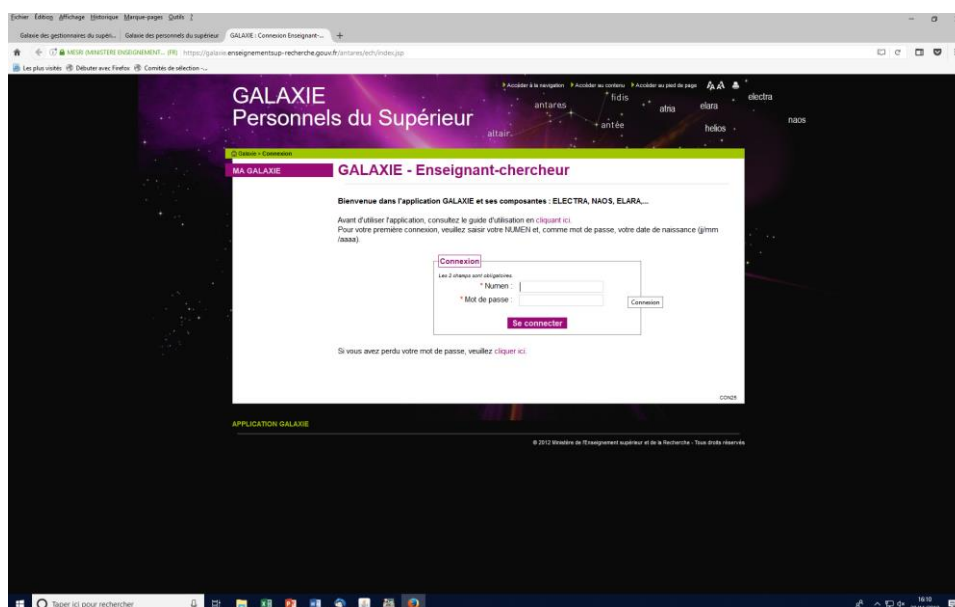 Fichier Édition Affichage Historique Marque-pages Outils ?
Galaxie des gestionnaires du supéri... Galaxie des personnels du supérieur GALAXIE : Connexion Enseignant-... +
MESRI (MINISTERE ENSEIGNEMENT... (FR) https://galaxie.enseignementsup-recherche.gouv.fr/antares/ech/index.jsp
Les plus visités Débuter avec Firefox Comités de sélection -...
Accéder à la navigation Accéder au contenu Accéder au pied de page
GALAXIE
Personnels du Supérieur
altair
antares
fidis
antée
atria
elara
helios
electra
naos
Galaxie > Connexion
MA GALAXIE
GALAXIE - Enseignant-chercheur
Bienvenue dans l'application GALAXIE et ses composantes : ELECTRA, NAOS, ELARA,...
Avant d'utiliser l'application, consultez le guide d'utilisation en cliquant ici.
Pour votre première connexion, veuillez saisir votre NUMEN et, comme mot de passe, votre date de naissance (jj/mm
/aaaa).
Connexion
Les 2 champs sont obligatoires.
* Numen :
* Mot de passe :
Connexion
Se connecter
Si vous avez perdu votre mot de passe, veuillez cliquer ici.
CON25
APPLICATION GALAXIE
© 2012 Ministère de l'Enseignement supérieur et de la Recherche - Tous droits réservés
Taper ici pour rechercher
16:10